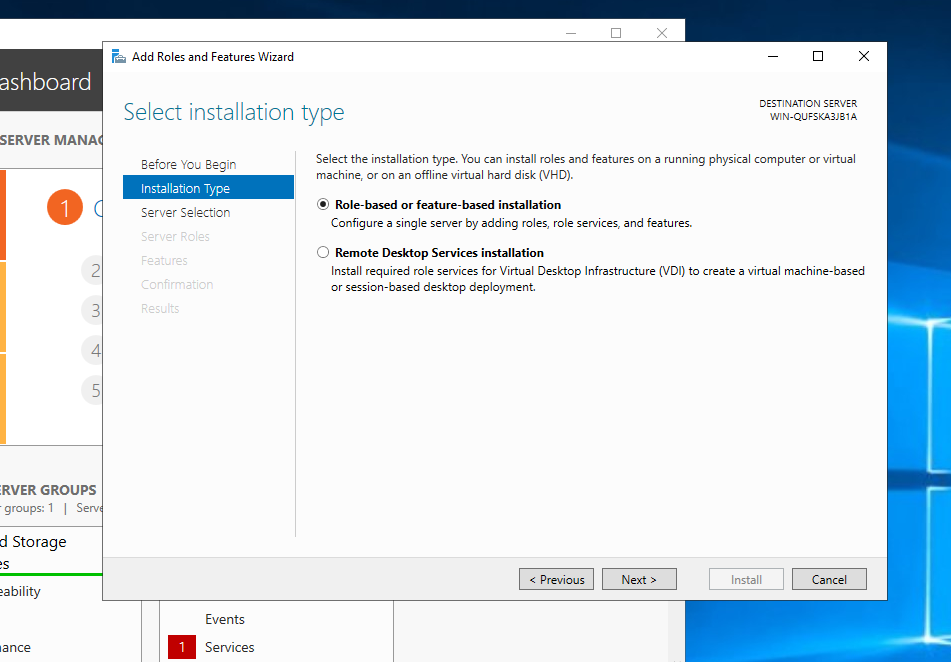 Add Roles and Features Wizard
ashboard
Select installation type
DESTINATION SERVER
WIN-QUFSKA3JB1A
SERVER MANAG
Before You Begin
Installation Type
Server Selection
Server Roles
Features
Confirmation
Results
Select the installation type. You can install roles and features on a running physical computer or virtual
machine, or on an offline virtual hard disk (VHD).
Role-based or feature-based installation
Configure a single server by adding roles, role services, and features.
Remote Desktop Services installation
Install required role services for Virtual Desktop Infrastructure (VDI) to create a virtual machine-based
or session-based desktop deployment.
1
2
3
4
5
ERVER GROUPS
r groups: 1 | Serve
d Storage
es
eability
ance
< Previous
Next >
Install
Cancel
Events
1 Services